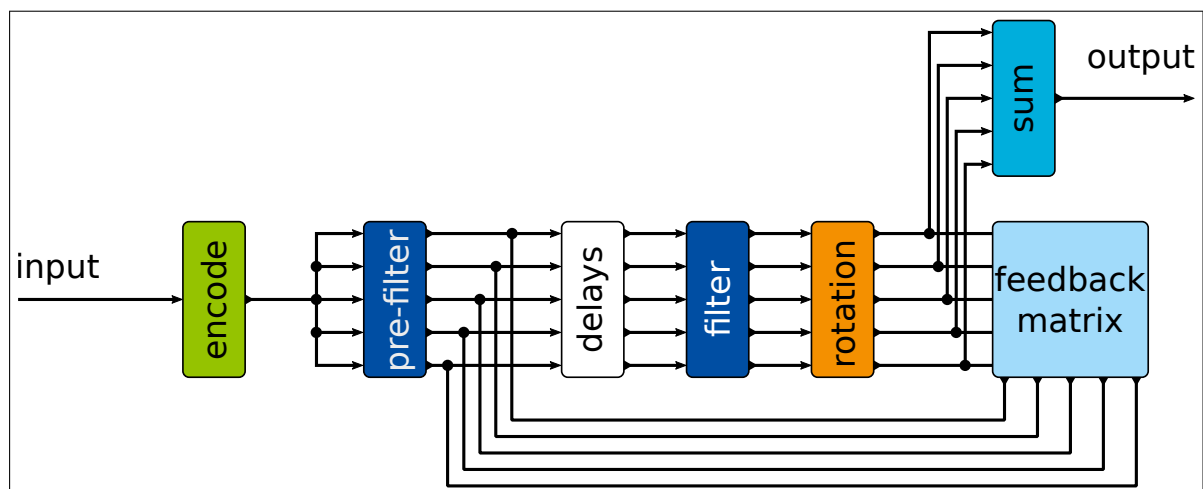 input
encode
pre-filter
delays
filter
rotation
feedback
matrix
sum
output